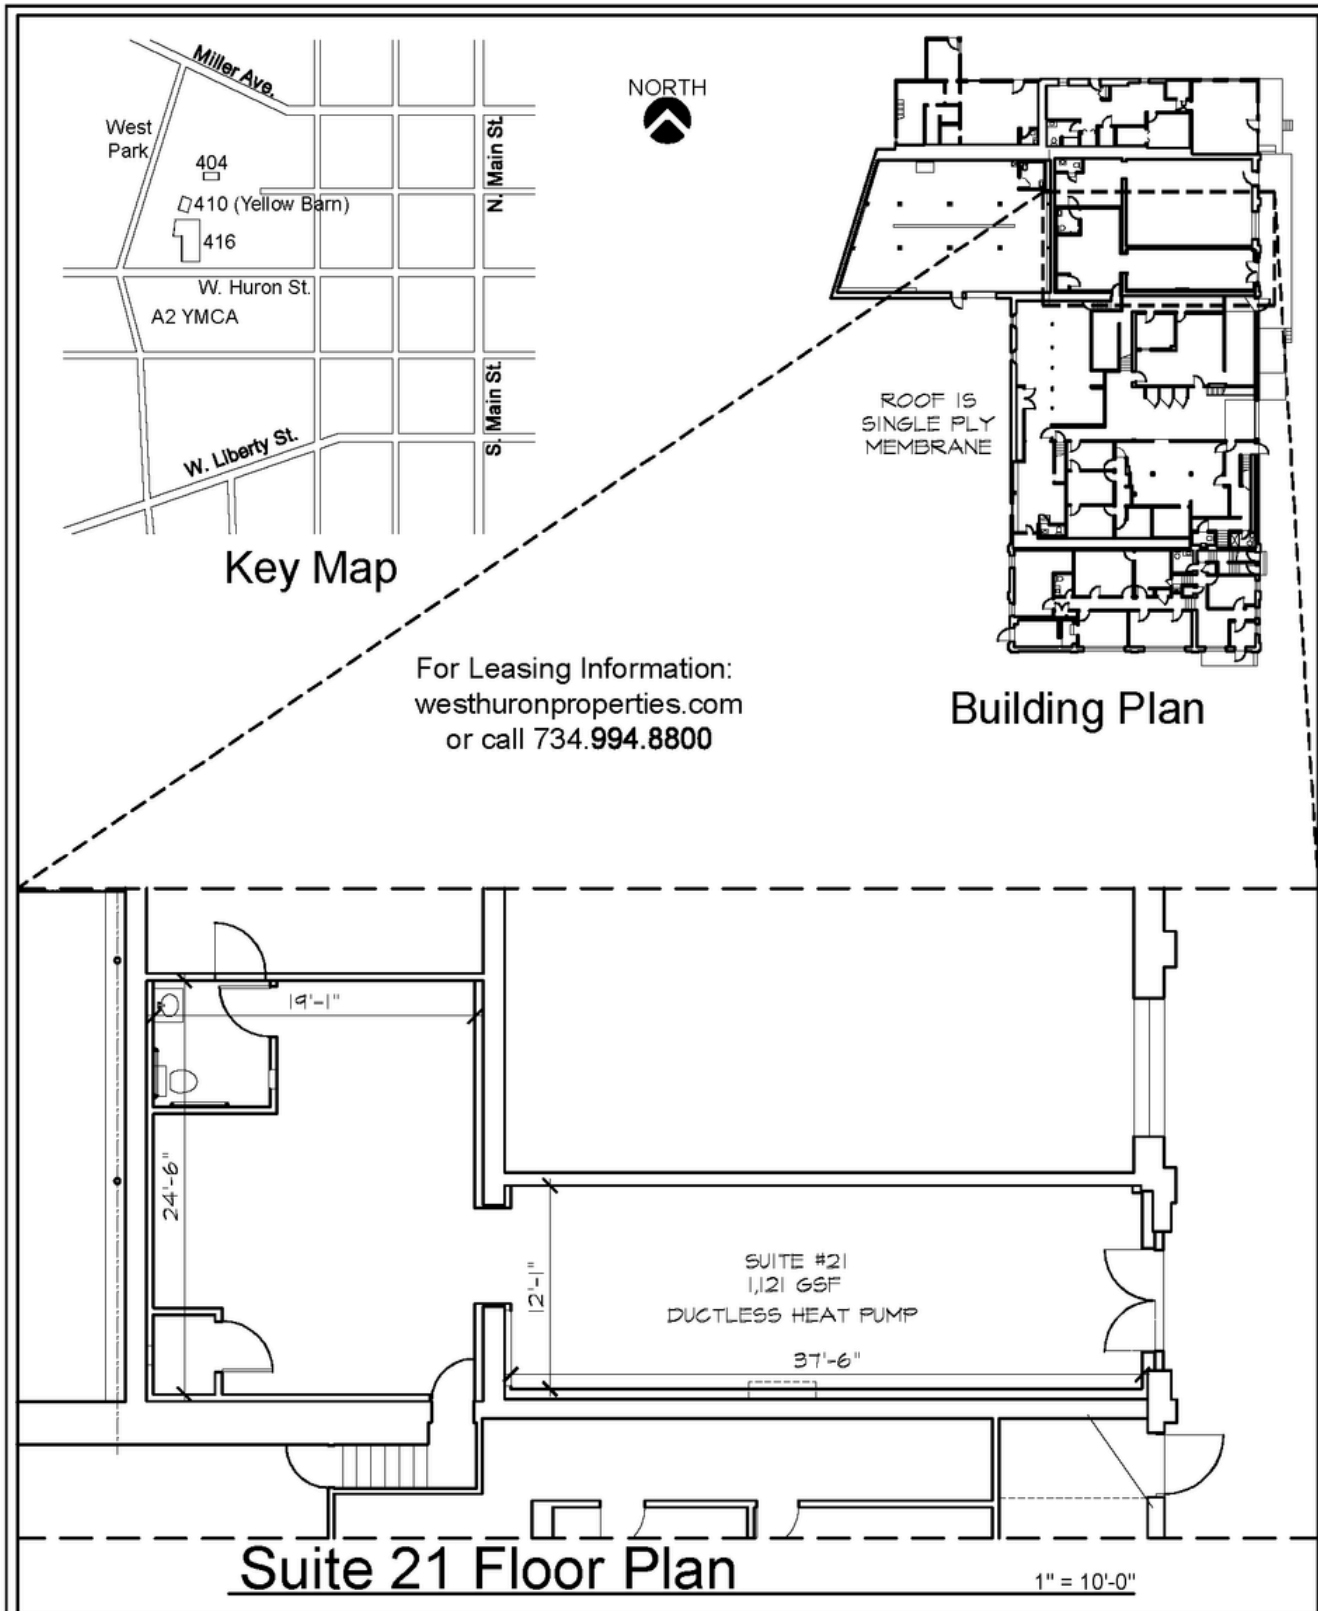 Miller Ave.
West
Park
404
410 (Yellow Barn)
416
N. Main St.
W. Huron St.
A2 YMCA
S. Main St.
W. Liberty St.
Key Map
NORTH
ROOF IS
SINGLE PLY
MEMBRANE
Building Plan
For Leasing Information:
westhuronproperties.com
or call 734.994.8800
19'-1"
24'-6"
12'-1"
SUITE #21
1,121 GSF
DUCTLESS HEAT PUMP
37'-6"
Suite 21 Floor Plan
1" = 10'-0"